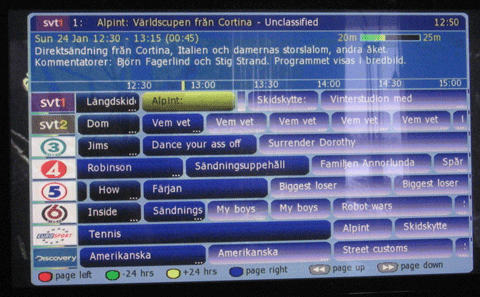 svt1 1: Alpint: Världscupen från Cortina - Unclassified 12:50
Sun 24 Jan 12:30 - 13:15 (00:45) 20m 25m
Direktsändning från Cortina, Italien och damernas storslalom, andra åket.
Kommentatorer: Björn Fagerlind och Stig Strand. Programmet visas i bredbild.
12:30 13:00 13:30 14:00 14:30 15:00
svt1 Längdskid... Alpint: Skidskytte: Vinterstudion med
svt2 Dom ... Vem vet Vem vet Vem vet Vem vet Vem vet
3 Jims Dance your ass off Surrender Dorothy
4 Robinson ... Sändningsuppehåll Familjen Annorlunda Spår
5 How ... Färjan Biggest loser Biggest loser
6 Inside ... Sändnings... My boys My boys Robot wars
EUROSPORT Tennis Alpint Skidskytte
Discovery Amerikanska ... Amerikanska Street customs
page left -24 hrs +24 hrs page right page up page down